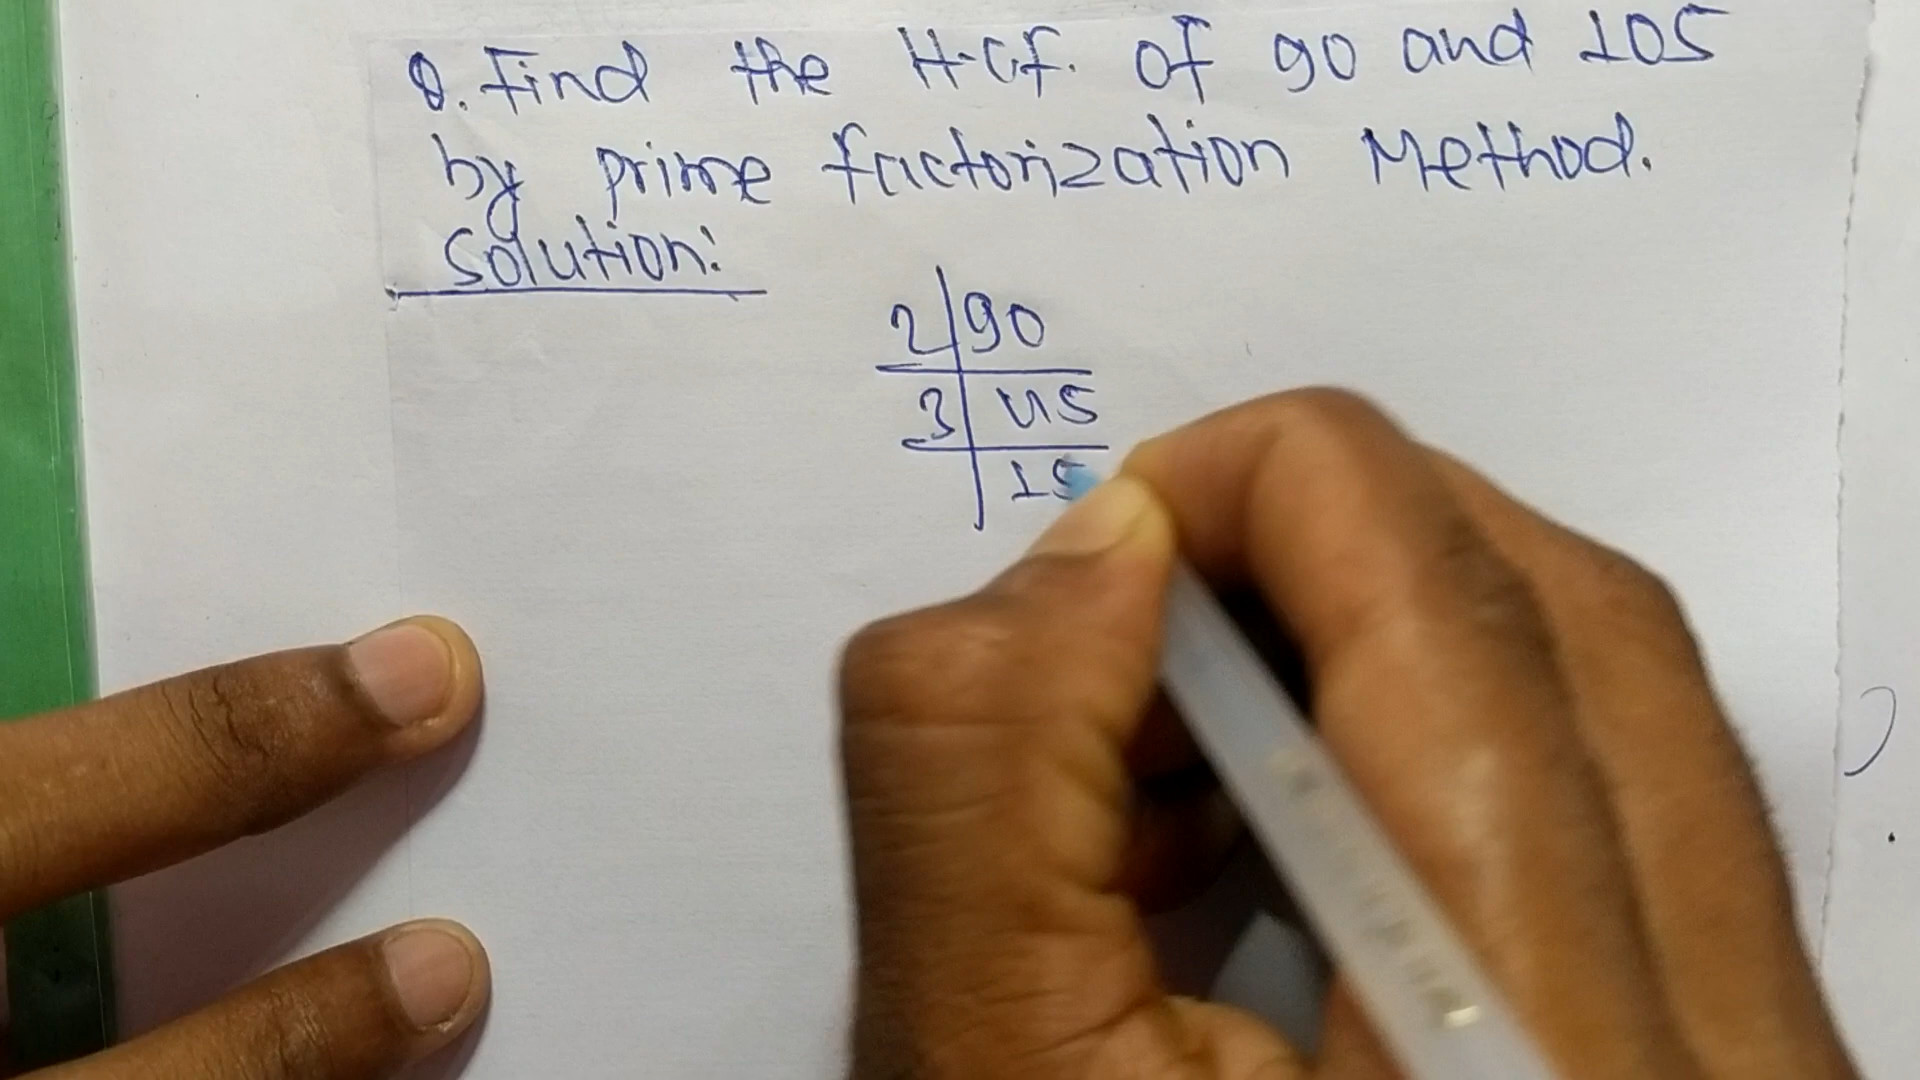 Q. Find the H.C.F. of 90 and 105
by prime factorization Method.
Solution:
2 90
3 45
15